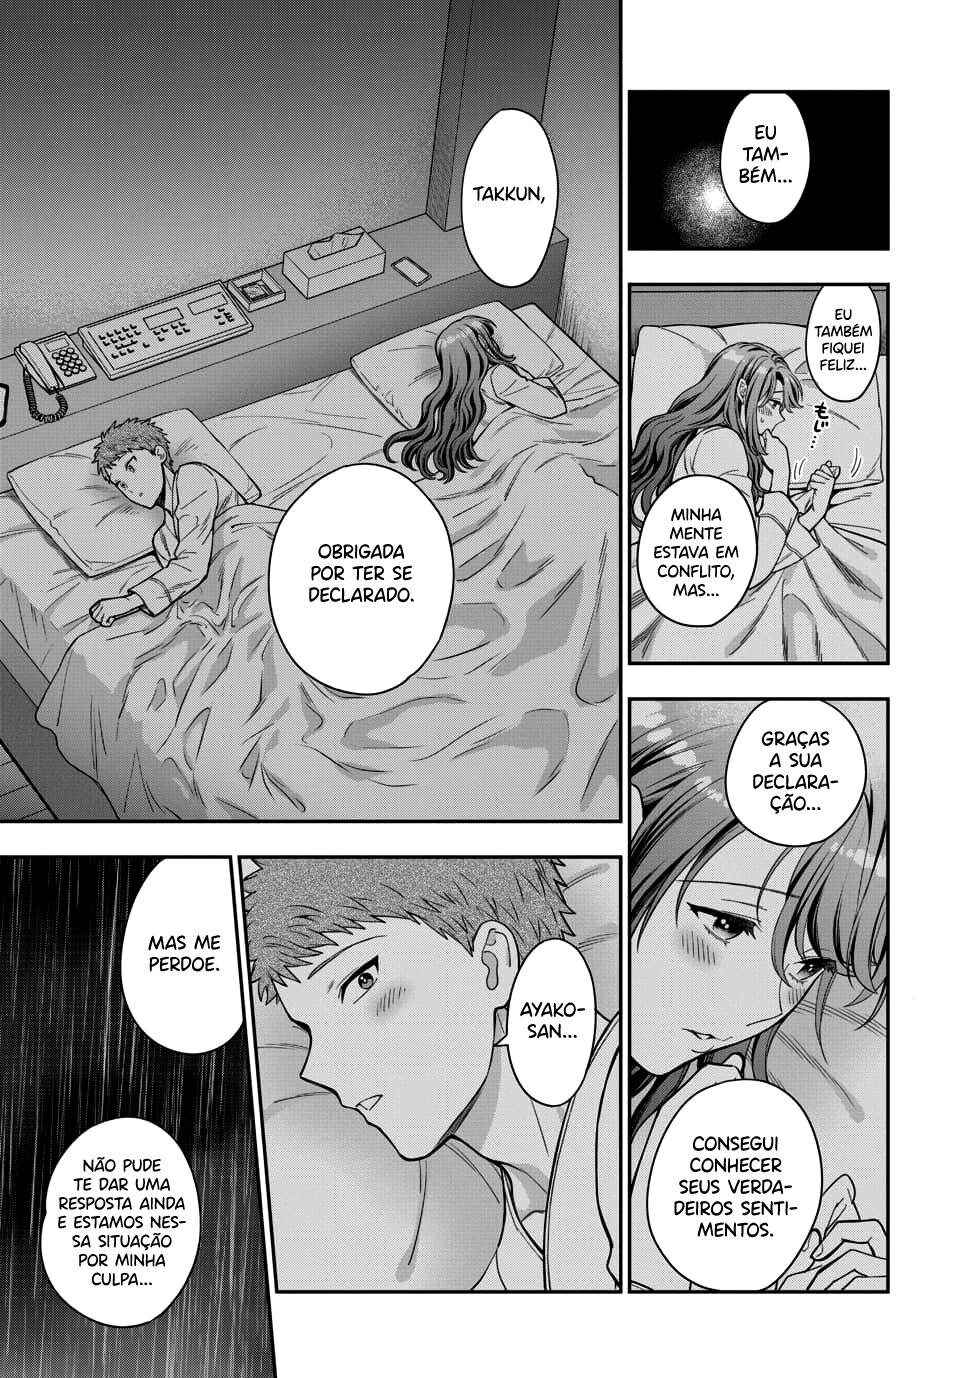 EU
TAM-
BÉM...
EU
TAMBÉM
FIQUEI
FELIZ...
もじ…
MINHA
MENTE
ESTAVA EM
CONFLITO,
MAS...
GRAÇAS
A SUA
DECLARA-
ÇÃO...
CONSEGUI
CONHECER
SEUS VERDA-
DEIROS SENTI-
MENTOS.
TAKKUN,
OBRIGADA
POR TER SE
DECLARADO.
AYAKO-
SAN...
MAS ME
PERDOE.
NÃO PUDE
TE DAR UMA
RESPOSTA AINDA
E ESTAMOS NES-
SA SITUAÇÃO
POR MINHA
CULPA...